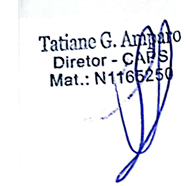 Tatiane G. Amparo
Diretor - CAPS
Mat.: N1165250